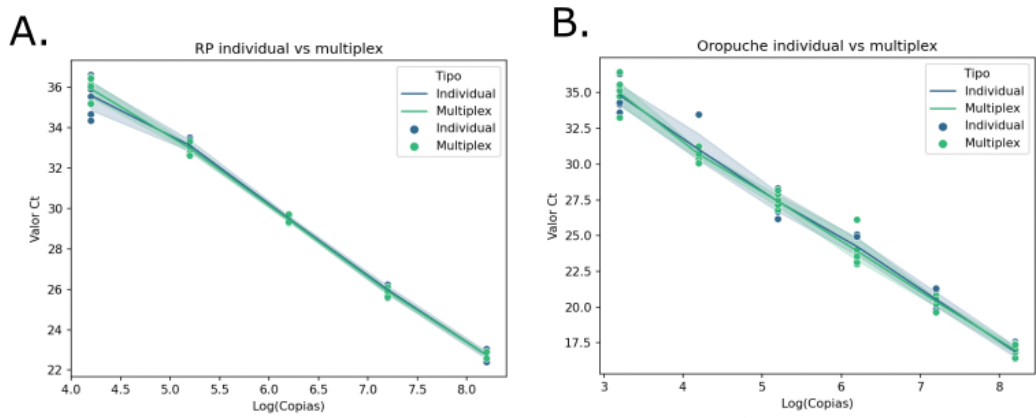 A.
RP individual vs multiplex
Tipo
Individual
Multiplex
Individual
Multiplex
36
34
32
30
28
26
24
22
Valor Ct
4.0 4.5 5.0 5.5 6.0 6.5 7.0 7.5 8.0
Log(Copias)
B.
Oropuche individual vs multiplex
Tipo
Individual
Multiplex
Individual
Multiplex
35.0
32.5
30.0
27.5
25.0
22.5
20.0
17.5
Valor Ct
3 4 5 6 7 8
Log(Copias)